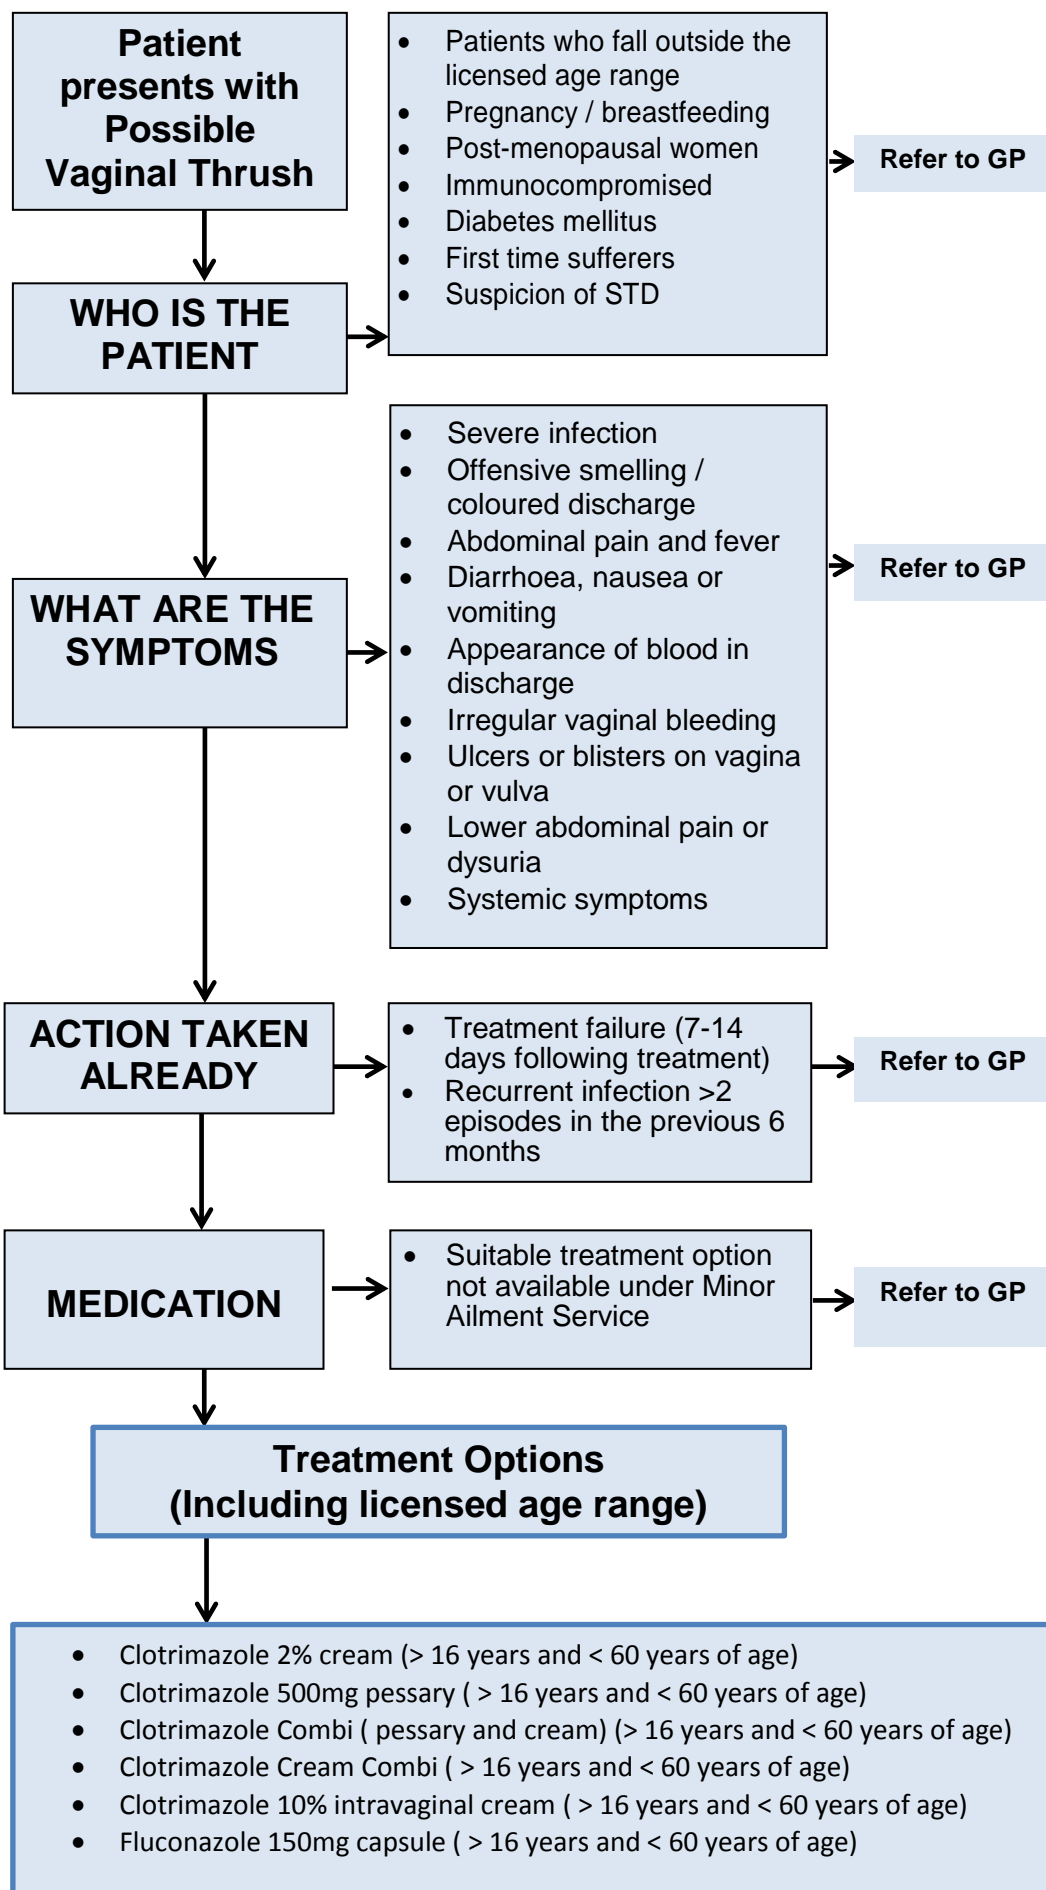 Patient
presents with
Possible
Vaginal Thrush
• Patients who fall outside the
licensed age range
• Pregnancy / breastfeeding
• Post-menopausal women
• Immunocompromised
• Diabetes mellitus
• First time sufferers
• Suspicion of STD
Refer to GP
WHO IS THE
PATIENT
• Severe infection
• Offensive smelling /
coloured discharge
• Abdominal pain and fever
• Diarrhoea, nausea or
vomiting
• Appearance of blood in
discharge
• Irregular vaginal bleeding
• Ulcers or blisters on vagina
or vulva
• Lower abdominal pain or
dysuria
• Systemic symptoms
Refer to GP
WHAT ARE THE
SYMPTOMS
ACTION TAKEN
ALREADY
• Treatment failure (7-14
days following treatment)
• Recurrent infection >2
episodes in the previous 6
months
Refer to GP
MEDICATION
• Suitable treatment option
not available under Minor
Ailment Service
Refer to GP
Treatment Options
(Including licensed age range)
• Clotrimazole 2% cream (> 16 years and < 60 years of age)
• Clotrimazole 500mg pessary ( > 16 years and < 60 years of age)
• Clotrimazole Combi ( pessary and cream) (> 16 years and < 60 years of age)
• Clotrimazole Cream Combi ( > 16 years and < 60 years of age)
• Clotrimazole 10% intravaginal cream ( > 16 years and < 60 years of age)
• Fluconazole 150mg capsule ( > 16 years and < 60 years of age)